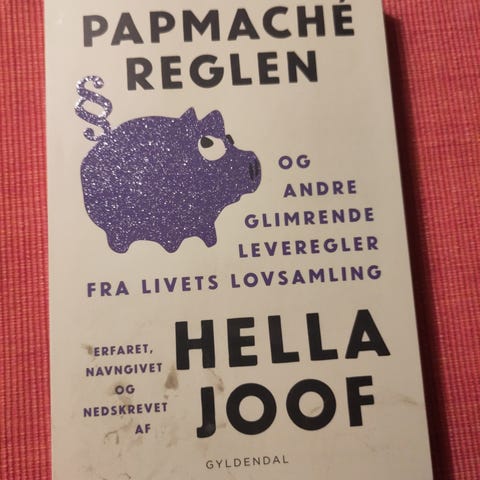 PAPMACHÉ
REGLEN
§
OG
ANDRE
GLIMRENDE
LEVEREGLER
FRA LIVETS LOVSAMLING
ERFARET,
NAVNGIVET
OG
NEDSKREVET
AF
HELLA
JOOF
GYLDENDAL